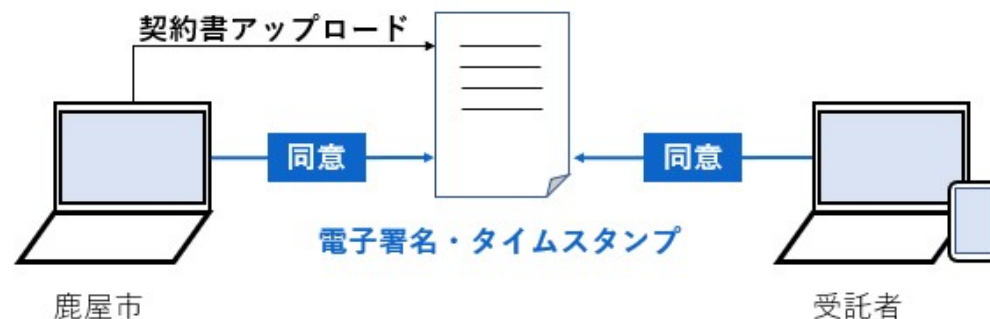 契約書アップロード
同意
同意
電子署名・タイムスタンプ
鹿屋市
受託者